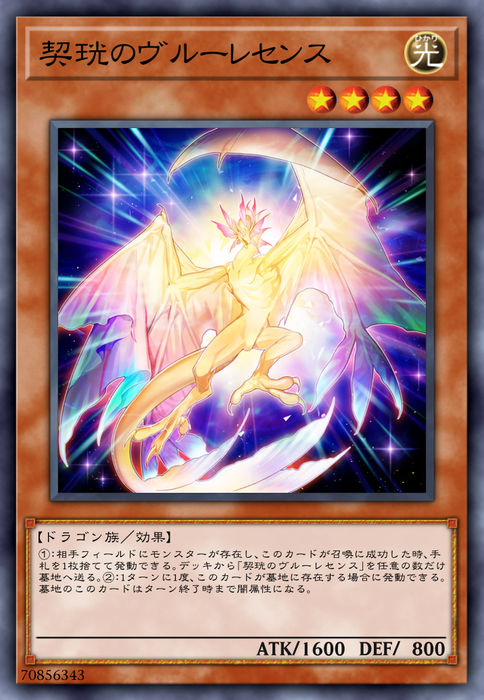 契珖のヴルーレセンス
光
ひかり
【ドラゴン族／効果】
①：相手フィールドにモンスターが存在し、このカードが召喚に成功した時、手
札を1枚捨てて発動できる。デッキから「契珖のヴルーレセンス」を任意の数だけ
墓地へ送る。②：1ターンに1度、このカードが墓地に存在する場合に発動できる。
墓地のこのカードはターン終了時まで闇属性になる。
ATK/1600 DEF/ 800
70856343